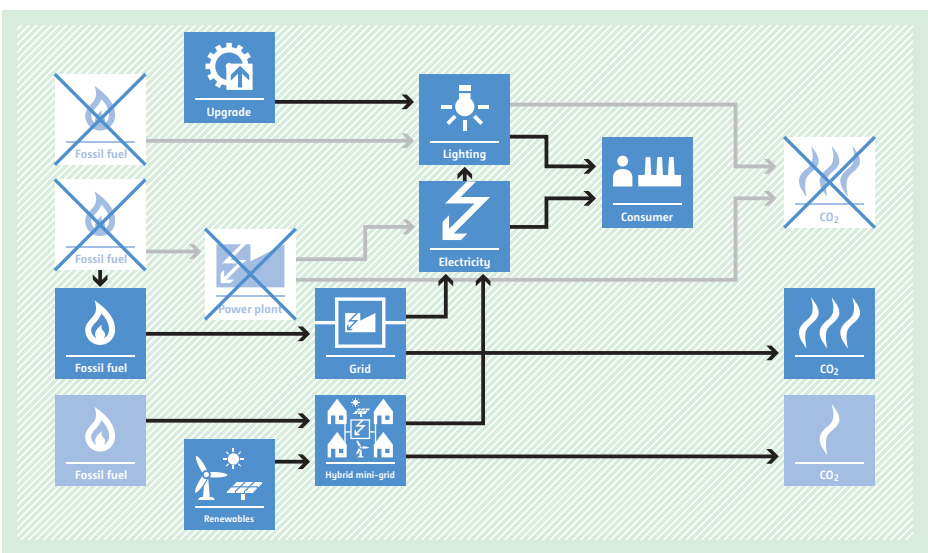 Upgrade
Fossil fuel
Lighting
Fossil fuel
Consumer
CO₂
Electricity
Power plant
Fossil fuel
Grid
CO₂
Fossil fuel
Hybrid mini-grid
CO₂
Renewables